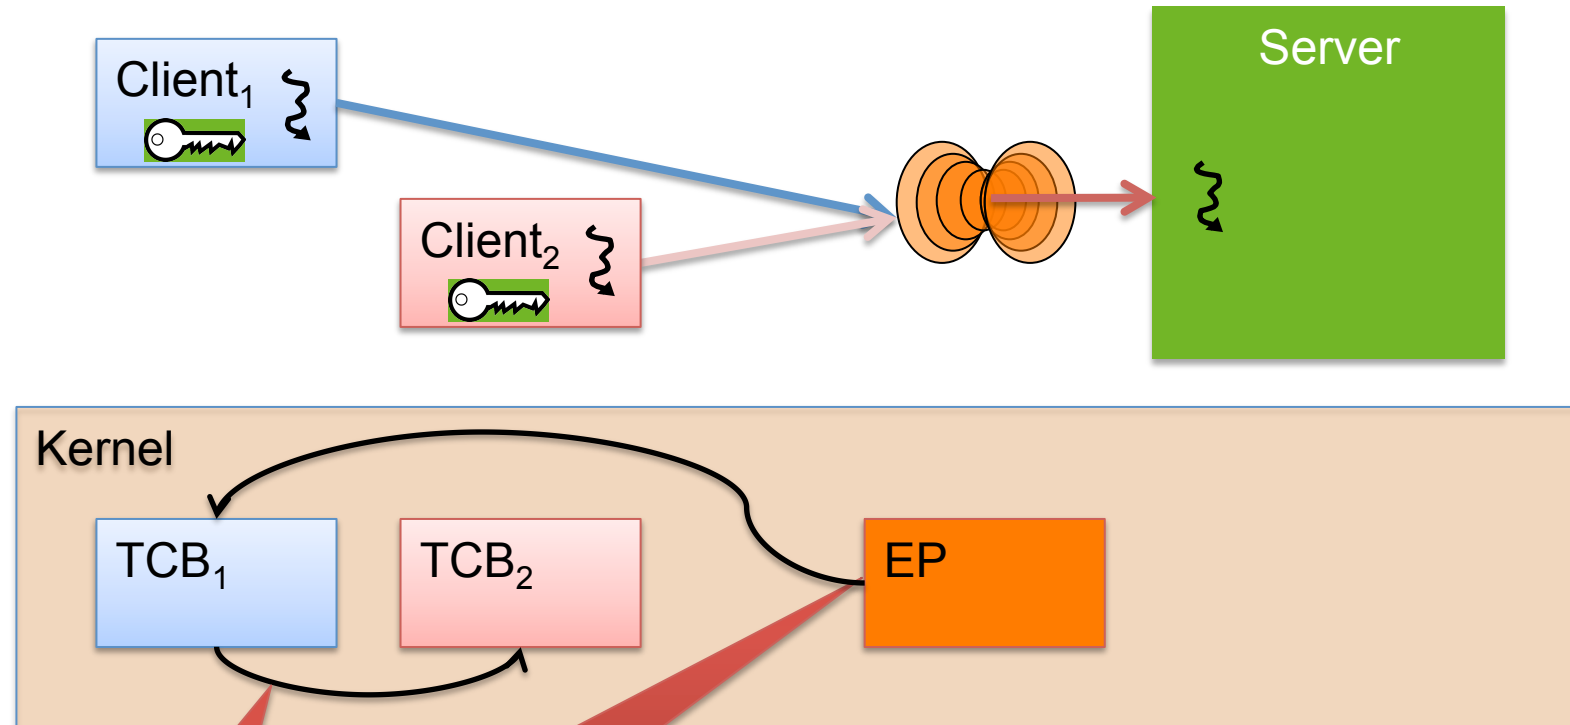 Server
Client₁
Client₂
Kernel
TCB₁
TCB₂
EP